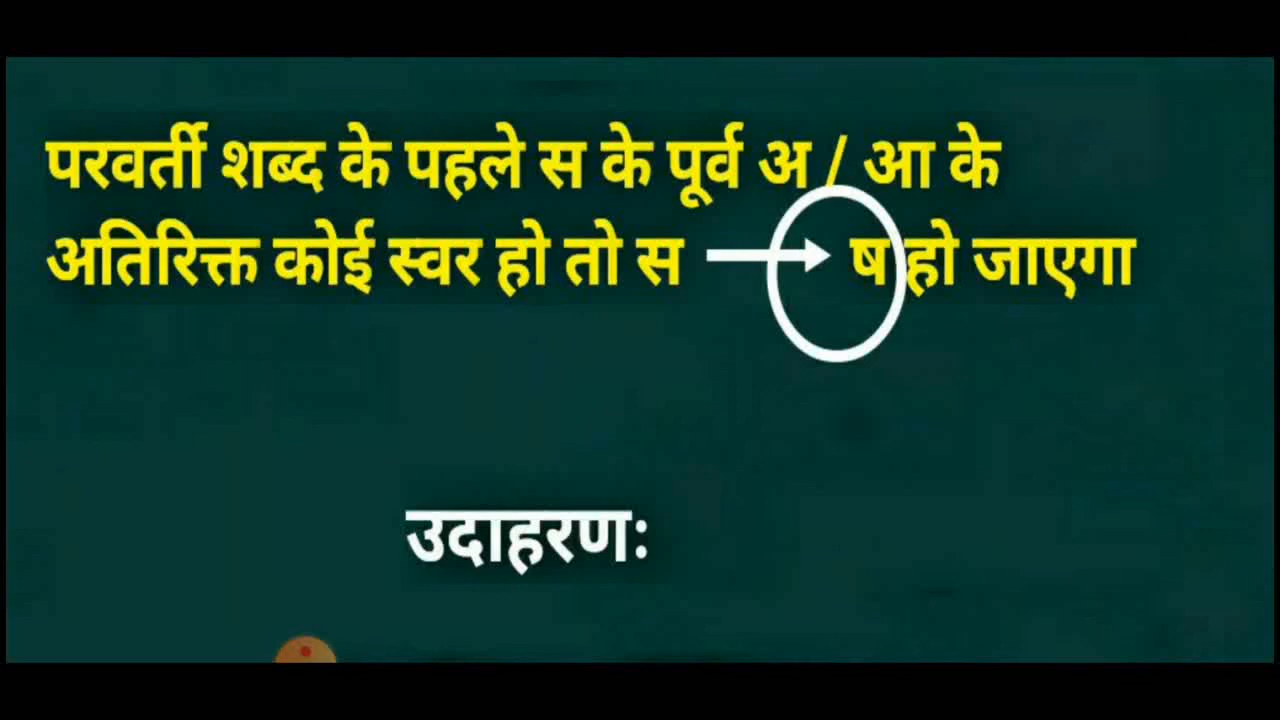 परवर्ती शब्द के पहले स के पूर्व अ / आ के
अतिरिक्त कोई स्वर हो तो स → ष हो जाएगा
उदाहरण: